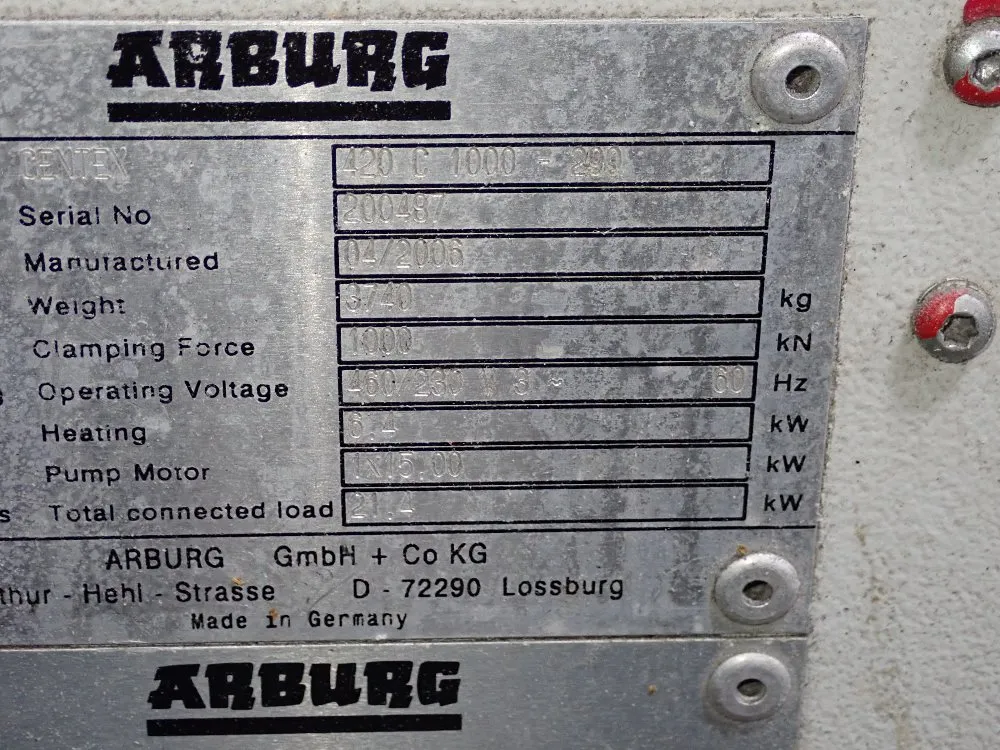 ARBURG
CENTEX 420 C 1000 - 290
Serial No 200487
Manufactured 04/2006
Weight 3740 kg
Clamping Force 1000 kN
Operating Voltage 460/230 V 3 ~ 60 Hz
Heating 6.4 kW
Pump Motor 1x15.00 kW
s Total connected load 21.4 kW
ARBURG GmbH + Co KG
thur - Hehl - Strasse D - 72290 Lossburg
Made in Germany
ARBURG